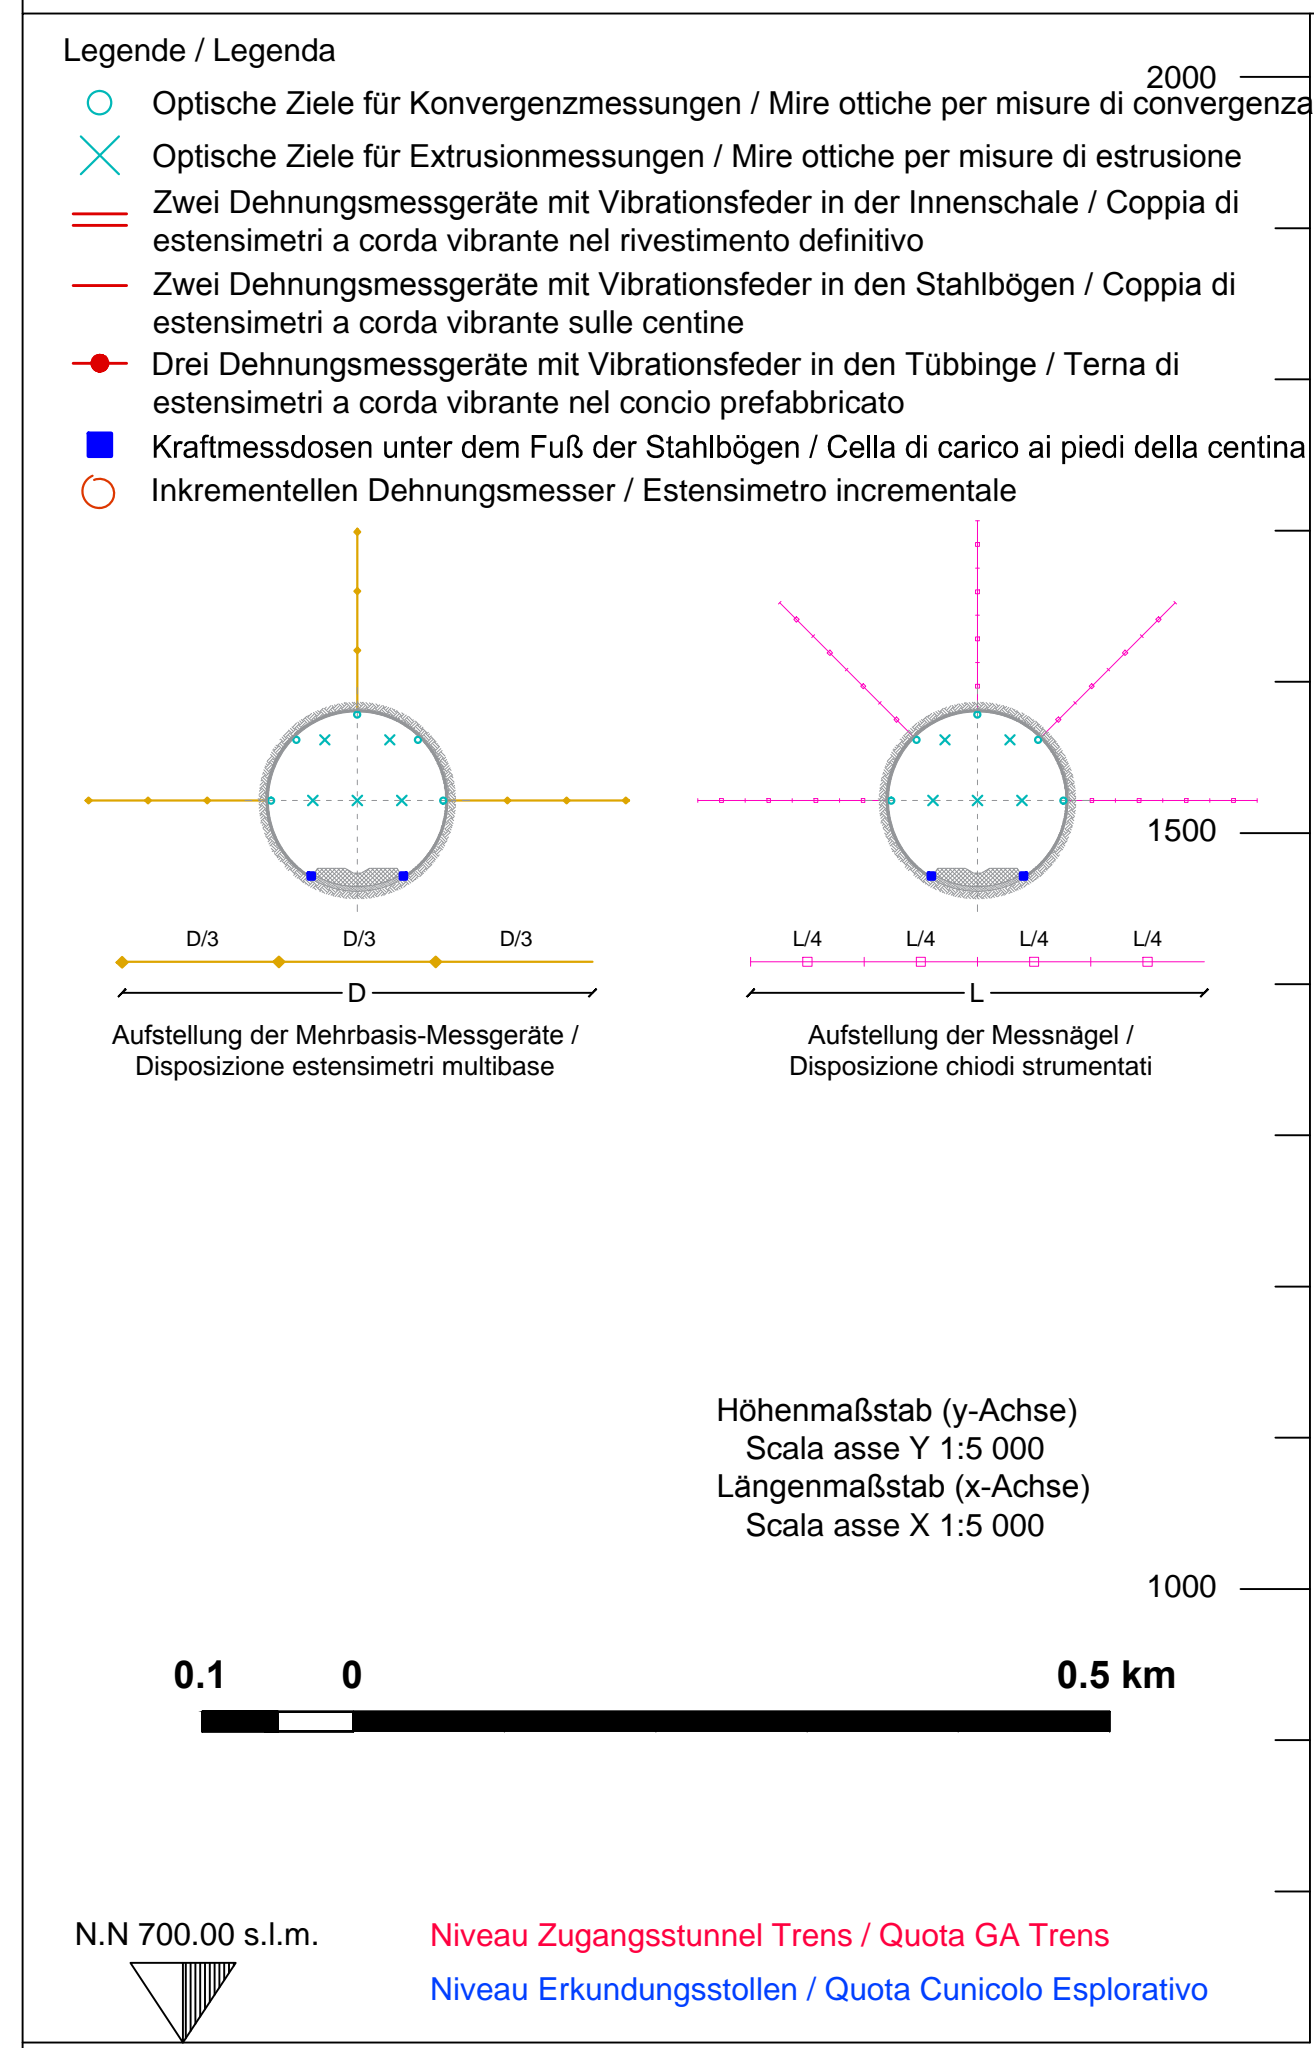 Legende / Legenda
2000
Optische Ziele für Konvergenzmessungen / Mire ottiche per misure di convergenza
Optische Ziele für Extrusionmessungen / Mire ottiche per misure di estrusione
Zwei Dehnungsmessgeräte mit Vibrationsfeder in der Innenschale / Coppia di
estensimetri a corda vibrante nel rivestimento definitivo
Zwei Dehnungsmessgeräte mit Vibrationsfeder in den Stahlbögen / Coppia di
estensimetri a corda vibrante sulle centine
Drei Dehnungsmessgeräte mit Vibrationsfeder in den Tübbinge / Terna di
estensimetri a corda vibrante nel concio prefabbricato
Kraftmessdosen unter dem Fuß der Stahlbögen / Cella di carico ai piedi della centina
Inkrementellen Dehnungsmesser / Estensimetro incrementale
1500
D/3 D/3 D/3
D
Aufstellung der Mehrbasis-Messgeräte /
Disposizione estensimetri multibase
L/4 L/4 L/4 L/4
L
Aufstellung der Messnägel /
Disposizione chiodi strumentati
Höhenmaßstab (y-Achse)
Scala asse Y 1:5 000
Längenmaßstab (x-Achse)
Scala asse X 1:5 000
1000
0.1 0 0.5 km
N.N 700.00 s.l.m.
Niveau Zugangsstunnel Trens / Quota GA Trens
Niveau Erkundungsstollen / Quota Cunicolo Esplorativo